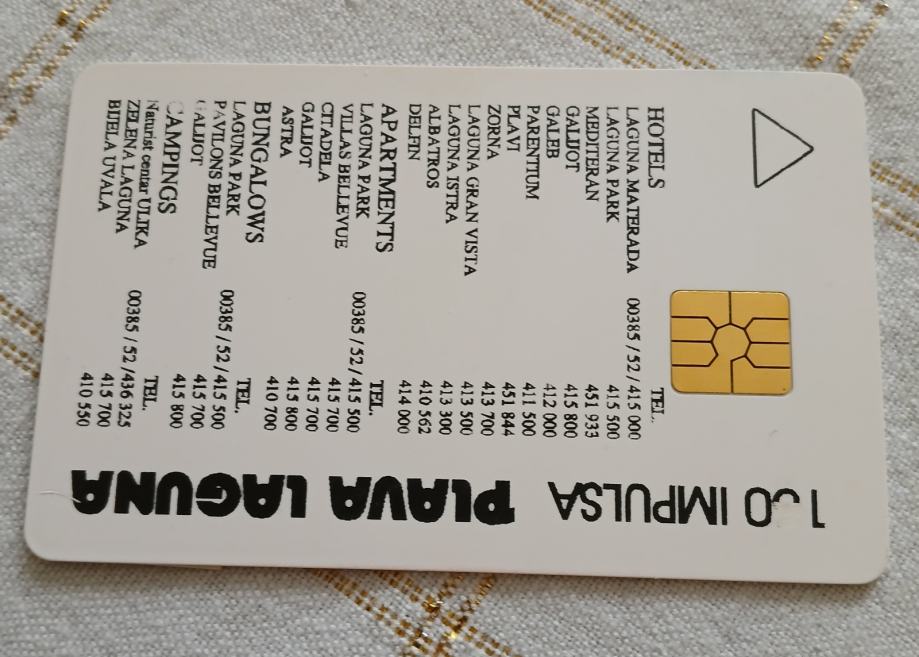 HOTELS TEL.
LAGUNA MATERADA 00385 / 52 / 415 000
LAGUNA PARK 415 500
MEDITERAN 451 933
GALIJOT 415 800
GALEB 412 000
PARENTIUM 411 500
PLAVI 451 844
ZORNA 413 700
LAGUNA GRAN VISTA 413 500
LAGUNA ISTRA 413 300
ALBATROS 410 562
DELFIN 414 000
APARTMENTS TEL.
LAGUNA PARK 00385 / 52 / 415 500
VILLAS BELLEVUE 415 700
CITADELA 415 700
GALIJOT 415 800
ASTRA 410 700
BUNGALOWS TEL.
LAGUNA PARK 00385 / 52 / 415 500
PAVILONS BELLEVUE 415 700
GALIJOT 415 800
CAMPINGS TEL.
Naturist centar ULIKA 00385 / 52 /436 325
ZELENA LAGUNA 415 700
BIJELA UVALA 410 550
IMPULSA PLAVA LAGUNA